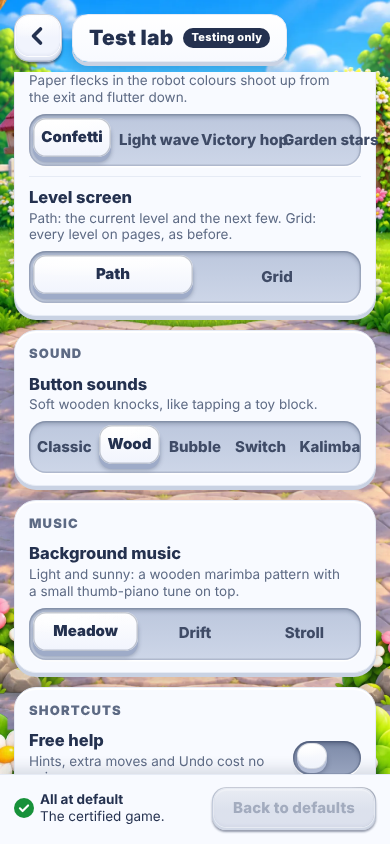 Test lab
Testing only
Paper flecks in the robot colours shoot up from
the exit and flutter down.
Confetti Light wave Victory hop Garden stars
Level screen
Path: the current level and the next few. Grid:
every level on pages, as before.
Path Grid
SOUND
Button sounds
Soft wooden knocks, like tapping a toy block.
Classic Wood Bubble Switch Kalimba
MUSIC
Background music
Light and sunny: a wooden marimba pattern with
a small thumb-piano tune on top.
Meadow Drift Stroll
SHORTCUTS
Free help
Hints, extra moves and Undo cost no
All at default
The certified game.
Back to defaults